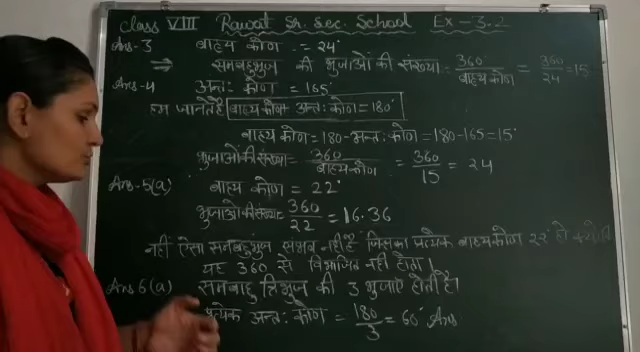 Class VIII Rawat Sr. Sec. School Ex-3.2
Ans-3 बाह्य कोण = 24°
⇒ समबहुभुज की भुजाओं की संख्या = 360/बाह्य कोण = 360/24 = 15
Ans-4 अन्तः कोण = 165°
हम जानते हैं बाह्य कोण + अन्तः कोण = 180°
बाह्य कोण = 180 - अन्तः कोण = 180 - 165 = 15°
भुजाओं की संख्या = 360/बाह्य कोण = 360/15 = 24
Ans-5(a) बाह्य कोण = 22°
भुजाओं की संख्या = 360/22 = 16.36
नही ऐसा समबहुभुज संभव नही है जिसका प्रत्येक बाह्य कोण 22° हो
यह 360 से विभाजित नही होता।
Ans 6(a) समबाहु त्रिभुज की 3 भुजाएं होती है।
प्रत्येक अन्तः कोण = 180/3 = 60° Ans